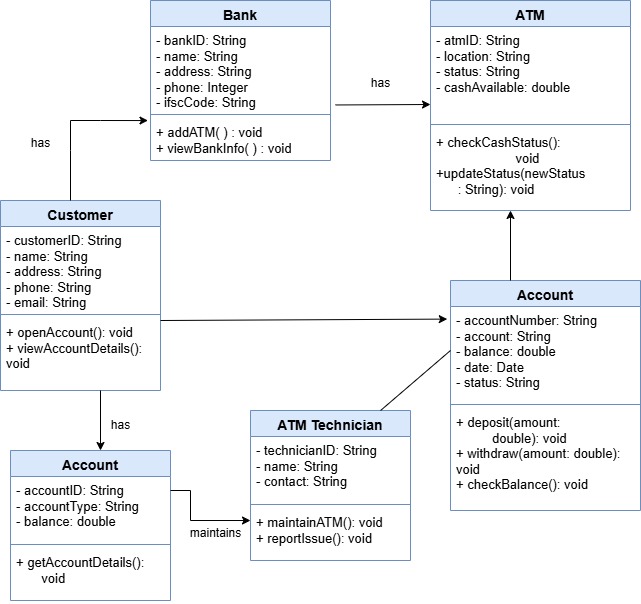 Bank
- bankID: String
- name: String
- address: String
- phone: Integer
- ifscCode: String
+ addATM( ) : void
+ viewBankInfo( ) : void
has
ATM
- atmID: String
- location: String
- status: String
- cashAvailable: double
+ checkCashStatus():
void
+updateStatus(newStatus
: String): void
has
Customer
- customerID: String
- name: String
- address: String
- phone: String
- email: String
+ openAccount(): void
+ viewAccountDetails():
void
Account
- accountNumber: String
- account: String
- balance: double
- date: Date
- status: String
+ deposit(amount:
double): void
+ withdraw(amount: double):
void
+ checkBalance(): void
has
ATM Technician
- technicianID: String
- name: String
- contact: String
+ maintainATM(): void
+ reportIssue(): void
Account
- accountID: String
- accountType: String
- balance: double
+ getAccountDetails():
void
maintains